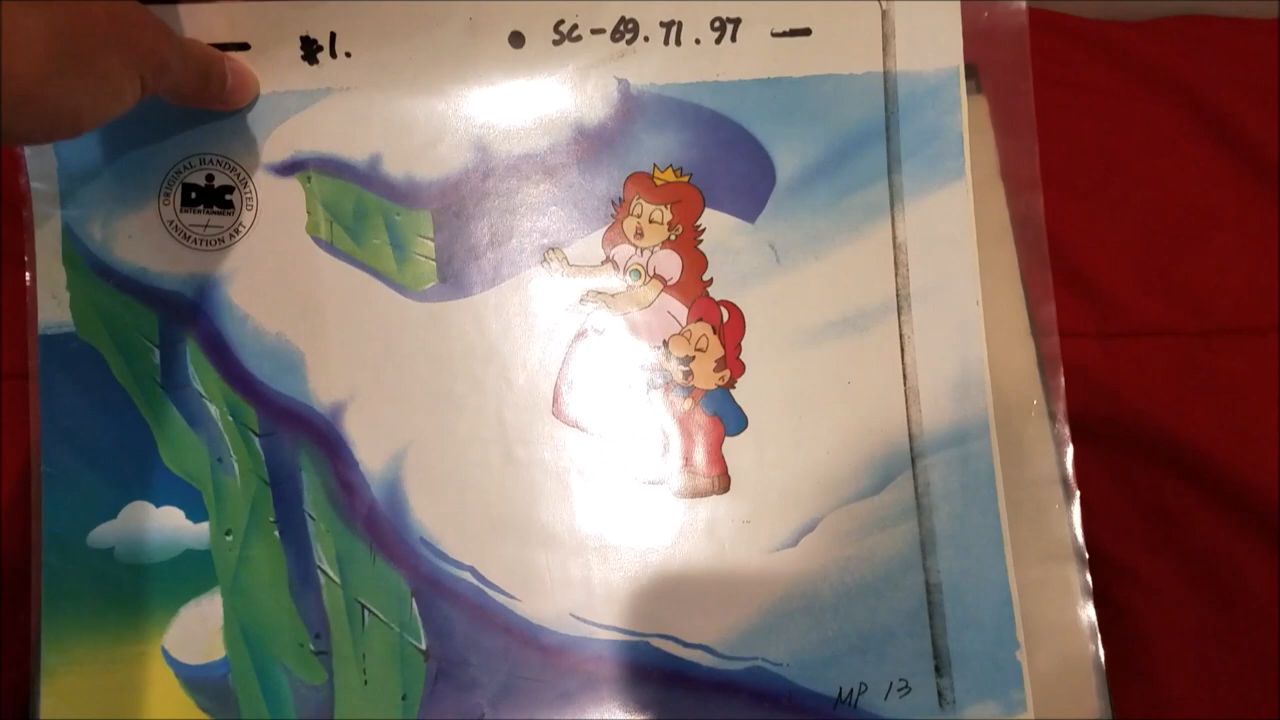 #1. SC-69.71.97
ORIGINAL HANDPAINTED
DiC
ENTERTAINMENT
ANIMATION ART
MP 13